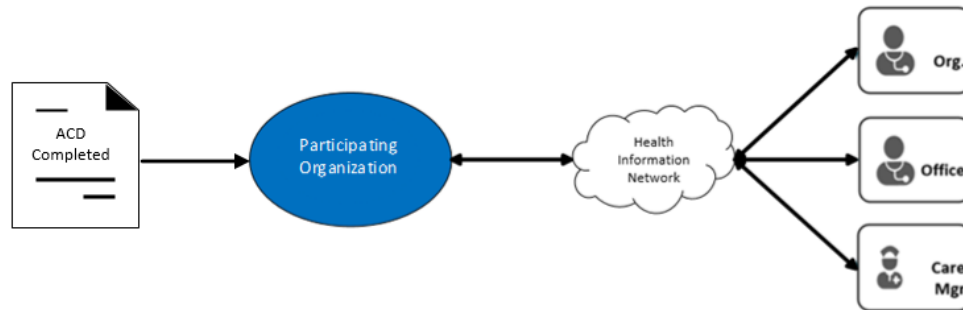 ACD
Completed
Participating
Organization
Health
Information
Network
Org.
Office
Care
Mgr